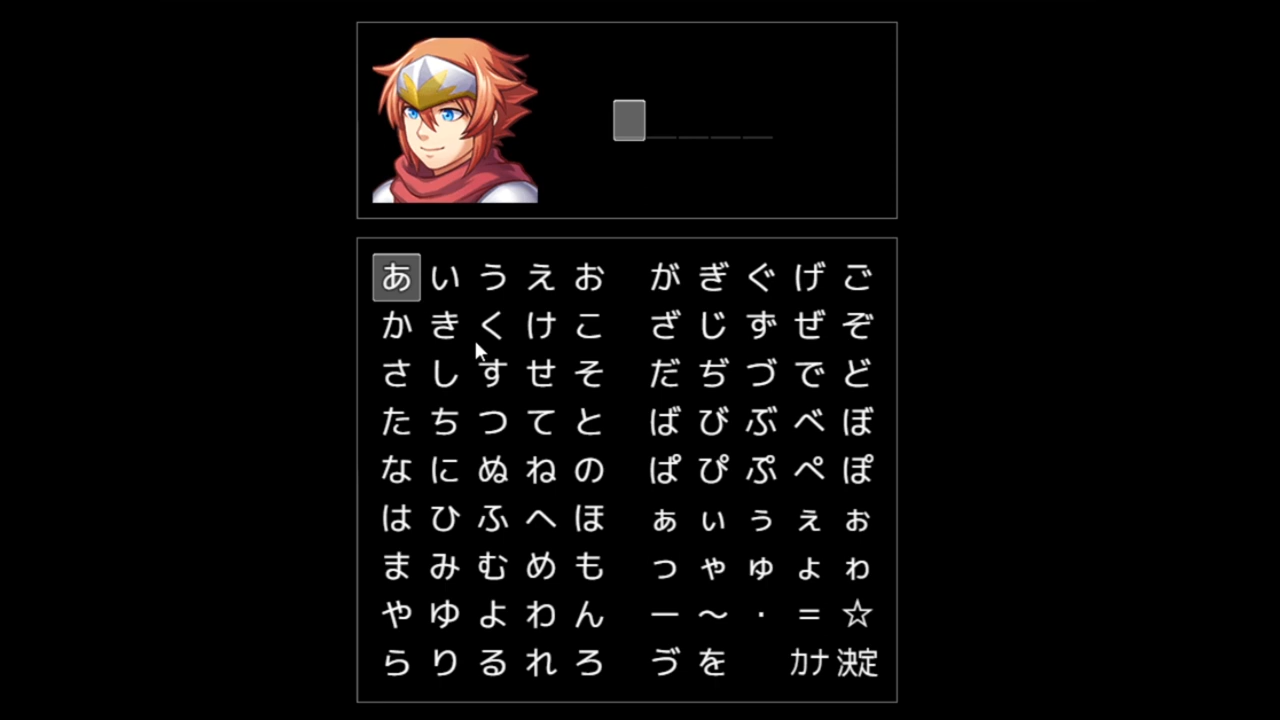 あ い う え お が ぎ ぐ げ ご
か き く け こ ざ じ ず ぜ ぞ
さ し す せ そ だ ぢ づ で ど
た ち つ て と ば び ぶ べ ぼ
な に ぬ ね の ぱ ぴ ぷ ぺ ぽ
は ひ ふ へ ほ ぁ ぃ ぅ ぇ ぉ
ま み む め も っ ゃ ゅ ょ ゎ
や ゆ よ わ ん ー ～ ・ = ☆
ら り る れ ろ ゔ を カナ 決定